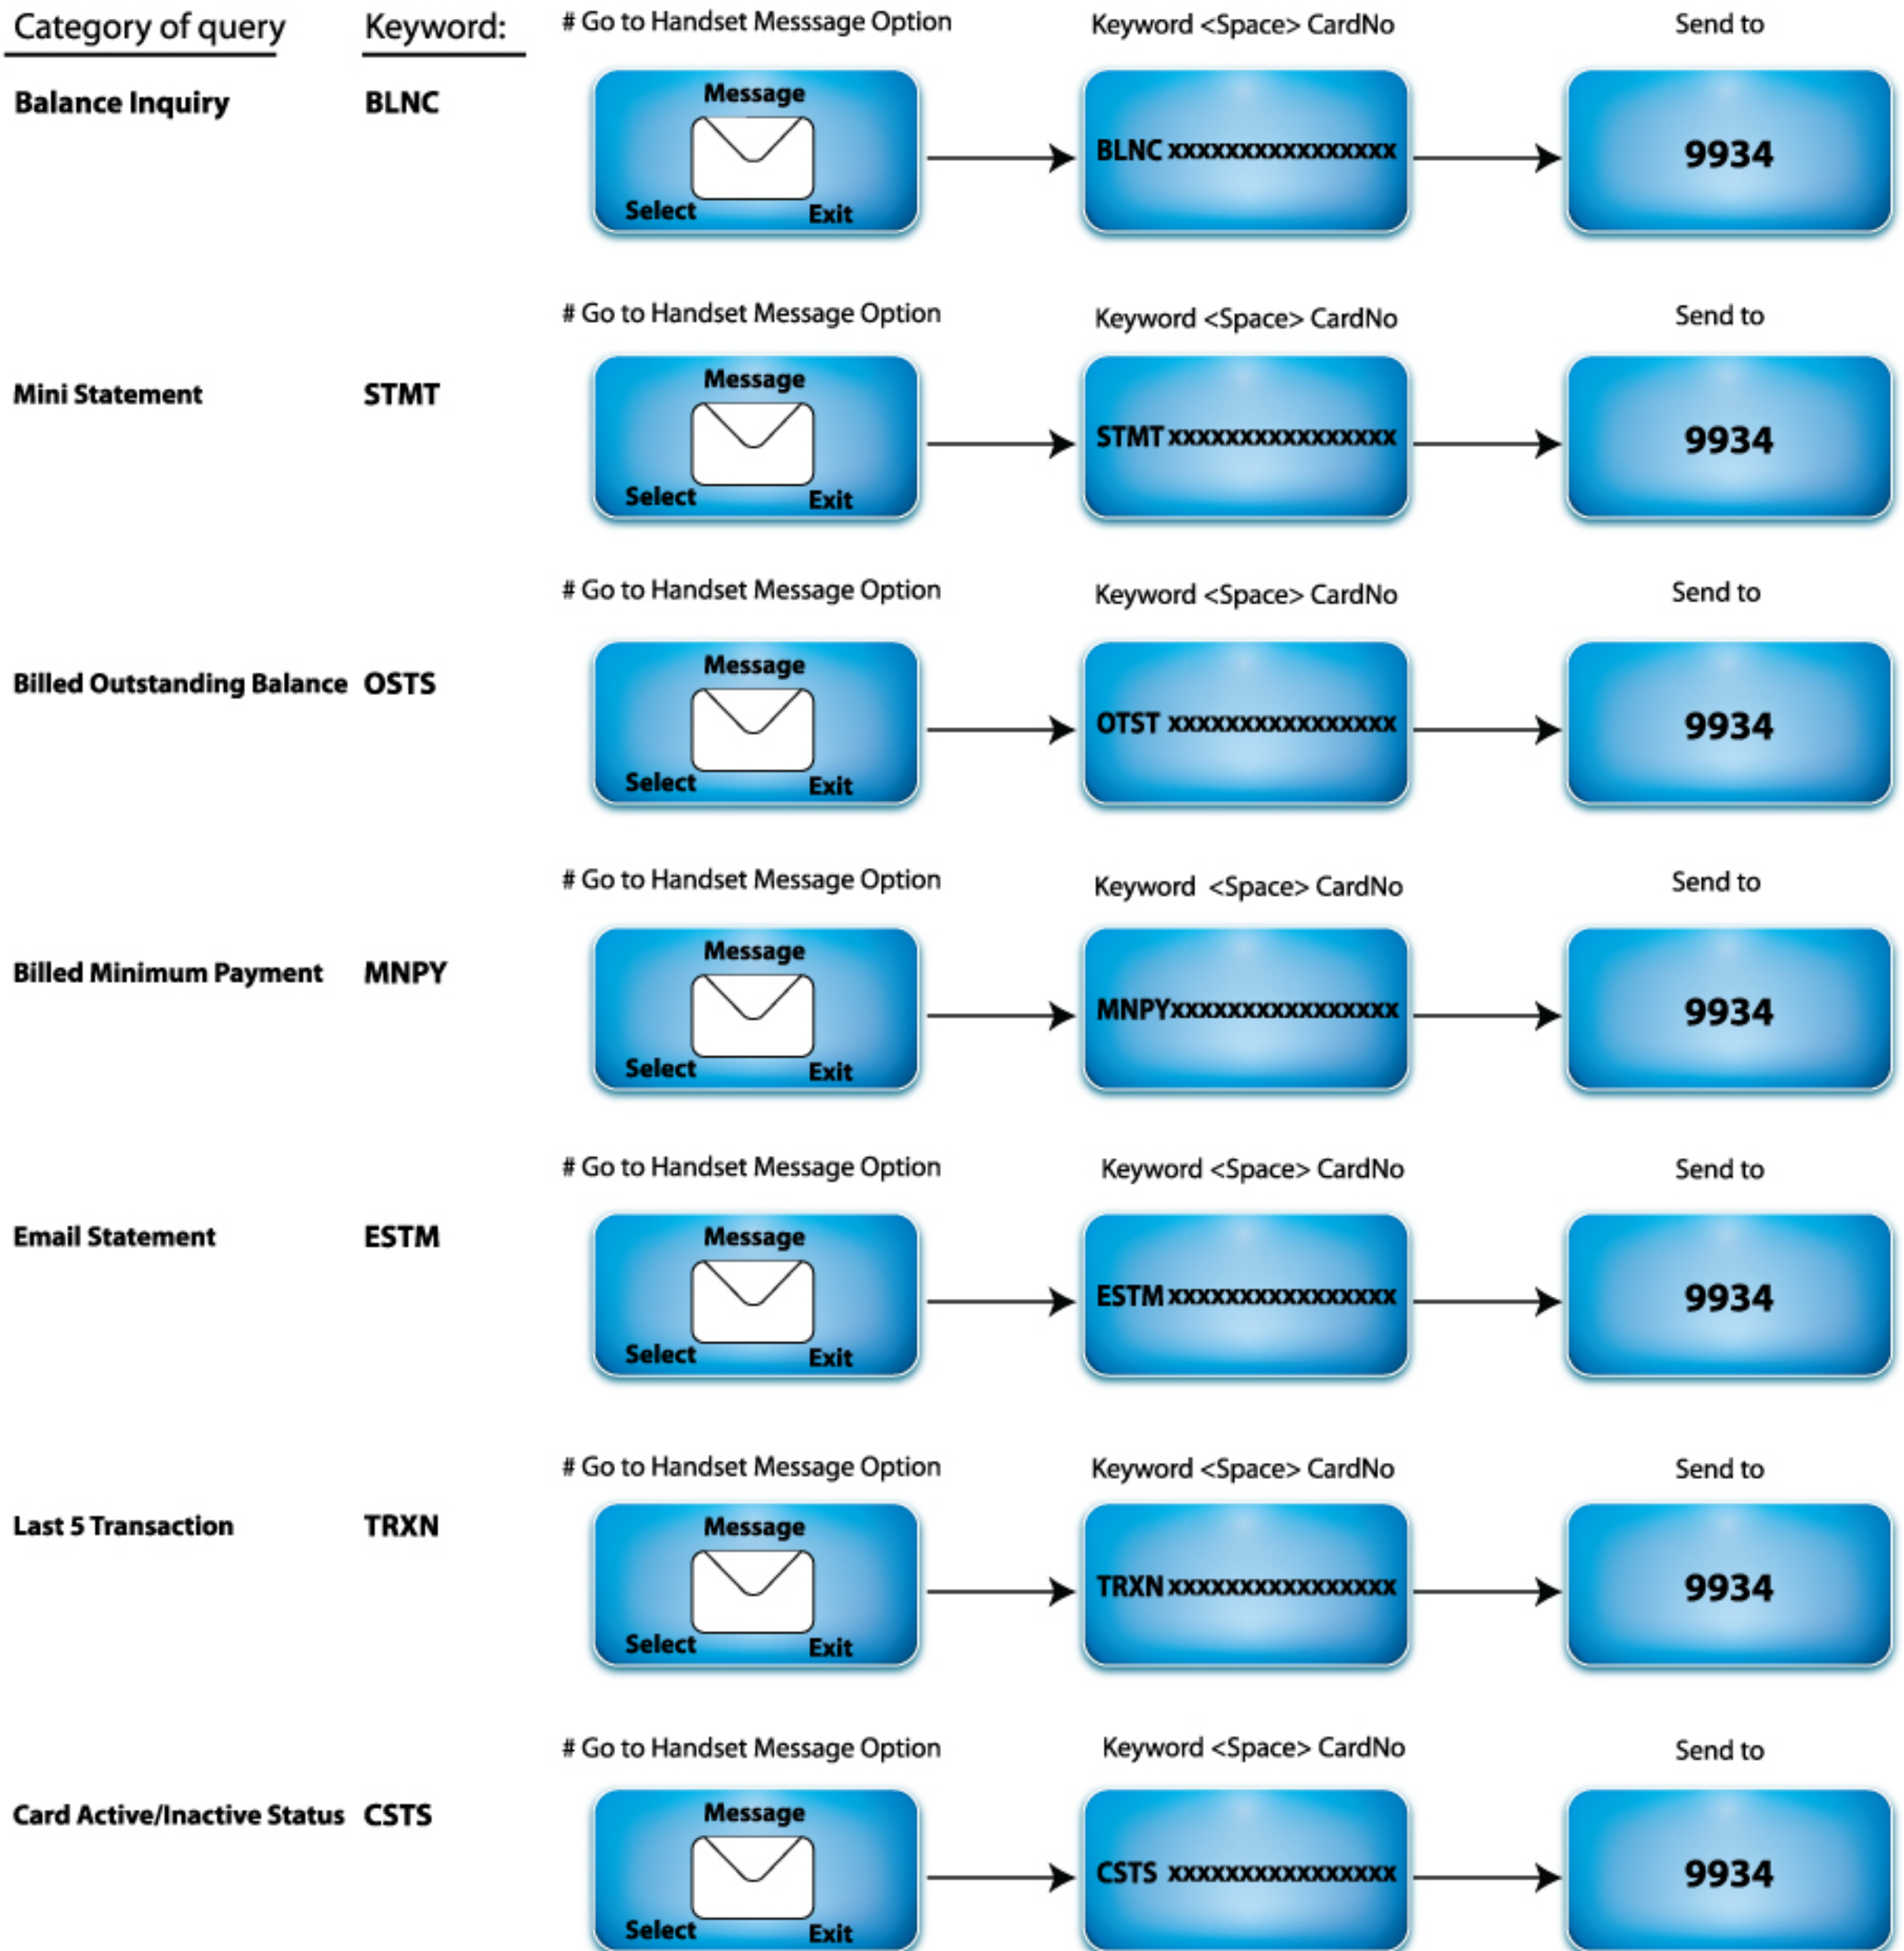 Category of query Keyword: # Go to Handset Messsage Option Keyword <Space> CardNo Send to
Balance Inquiry BLNC
Message
Select Exit
BLNC xxxxxxxxxxxxxxxx
9934
# Go to Handset Message Option Keyword <Space> CardNo Send to
Mini Statement STMT
Message
Select Exit
STMT xxxxxxxxxxxxxxxx
9934
# Go to Handset Message Option Keyword <Space> CardNo Send to
Billed Outstanding Balance OSTS
Message
Select Exit
OTST xxxxxxxxxxxxxxxx
9934
# Go to Handset Message Option Keyword <Space> CardNo Send to
Billed Minimum Payment MNPY
Message
Select Exit
MNPYxxxxxxxxxxxxxxxx
9934
# Go to Handset Message Option Keyword <Space> CardNo Send to
Email Statement ESTM
Message
Select Exit
ESTM xxxxxxxxxxxxxxxx
9934
# Go to Handset Message Option Keyword <Space> CardNo Send to
Last 5 Transaction TRXN
Message
Select Exit
TRXN xxxxxxxxxxxxxxxx
9934
# Go to Handset Message Option Keyword <Space> CardNo Send to
Card Active/Inactive Status CSTS
Message
Select Exit
CSTS xxxxxxxxxxxxxxxx
9934